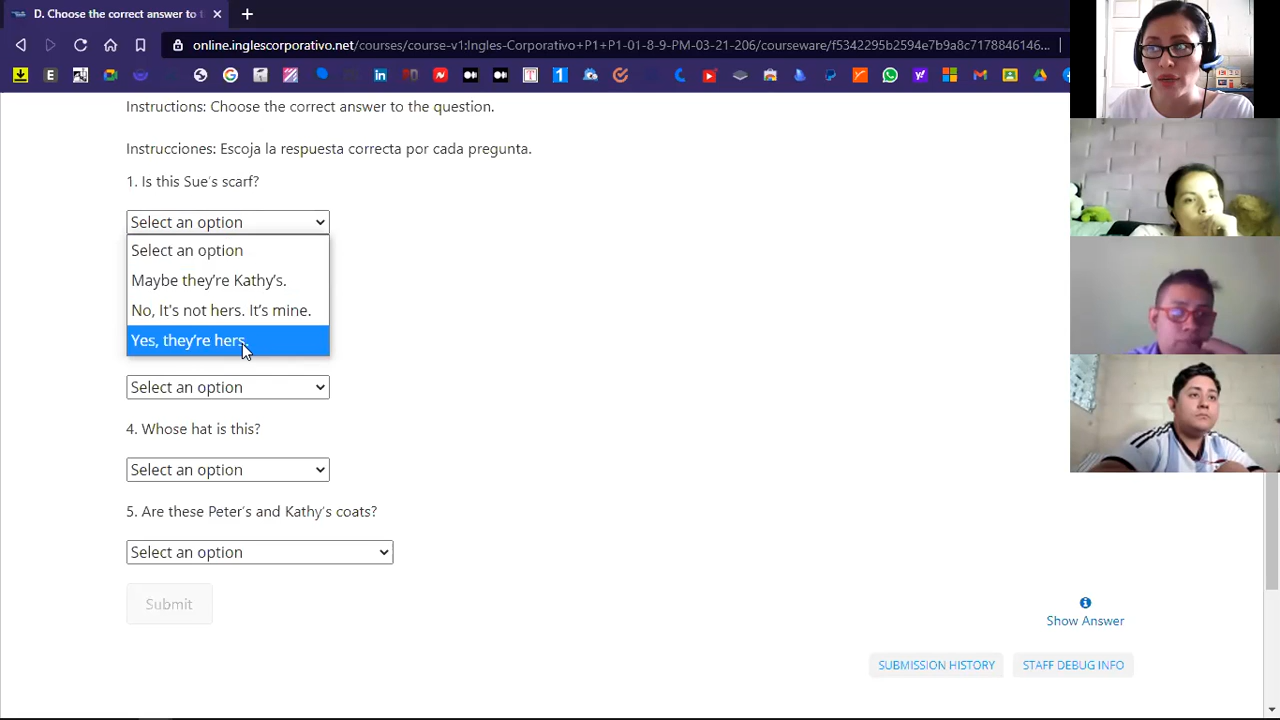 D. Choose the correct answer to t
online.inglescorporativo.net/courses/course-v1:Ingles-Corporativo+P1+P1-01-8-9-PM-03-21-206/courseware/f5342295b2594e7b9a8c7178846146...
Instructions: Choose the correct answer to the question.
Instrucciones: Escoja la respuesta correcta por cada pregunta.
1. Is this Sue's scarf?
Select an option
Select an option
Maybe they're Kathy's.
No, It's not hers. It's mine.
Yes, they're hers.
Select an option
4. Whose hat is this?
Select an option
5. Are these Peter's and Kathy's coats?
Select an option
Submit
Show Answer
SUBMISSION HISTORY
STAFF DEBUG INFO